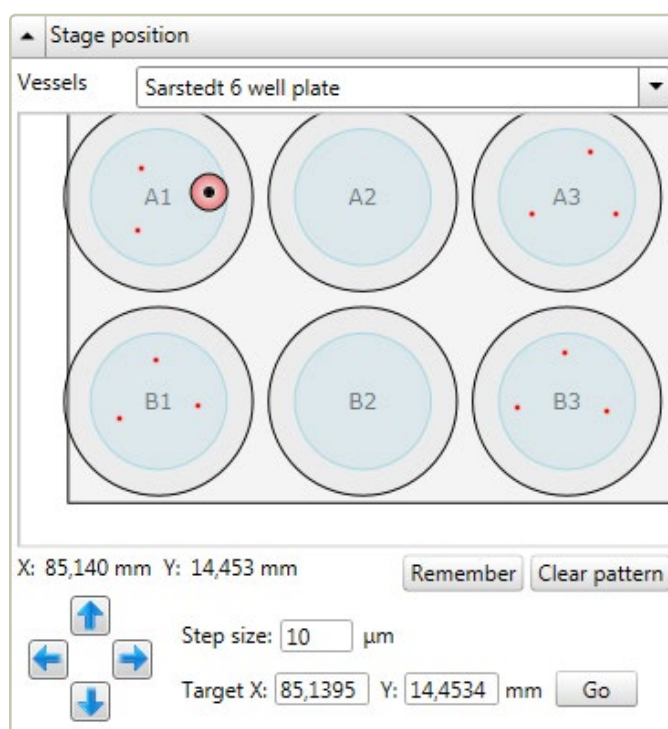 Stage position
Vessels Sarstedt 6 well plate
A1 A2 A3
B1 B2 B3
X: 85,140 mm Y: 14,453 mm Remember Clear pattern
Step size: 10 μm
Target X: 85,1395 Y: 14,4534 mm Go